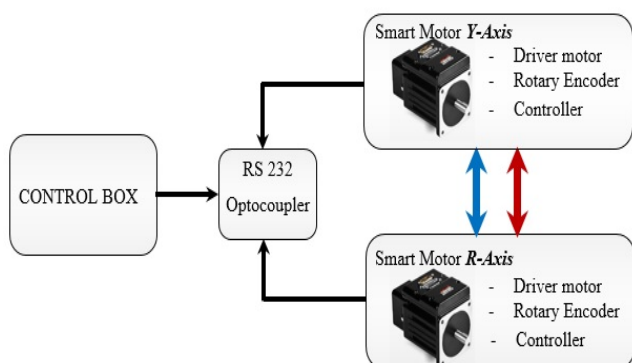 Smart Motor Y-Axis
- Driver motor
- Rotary Encoder
- Controller
CONTROL BOX
RS 232
Optocoupler
Smart Motor R-Axis
- Driver motor
- Rotary Encoder
- Controller